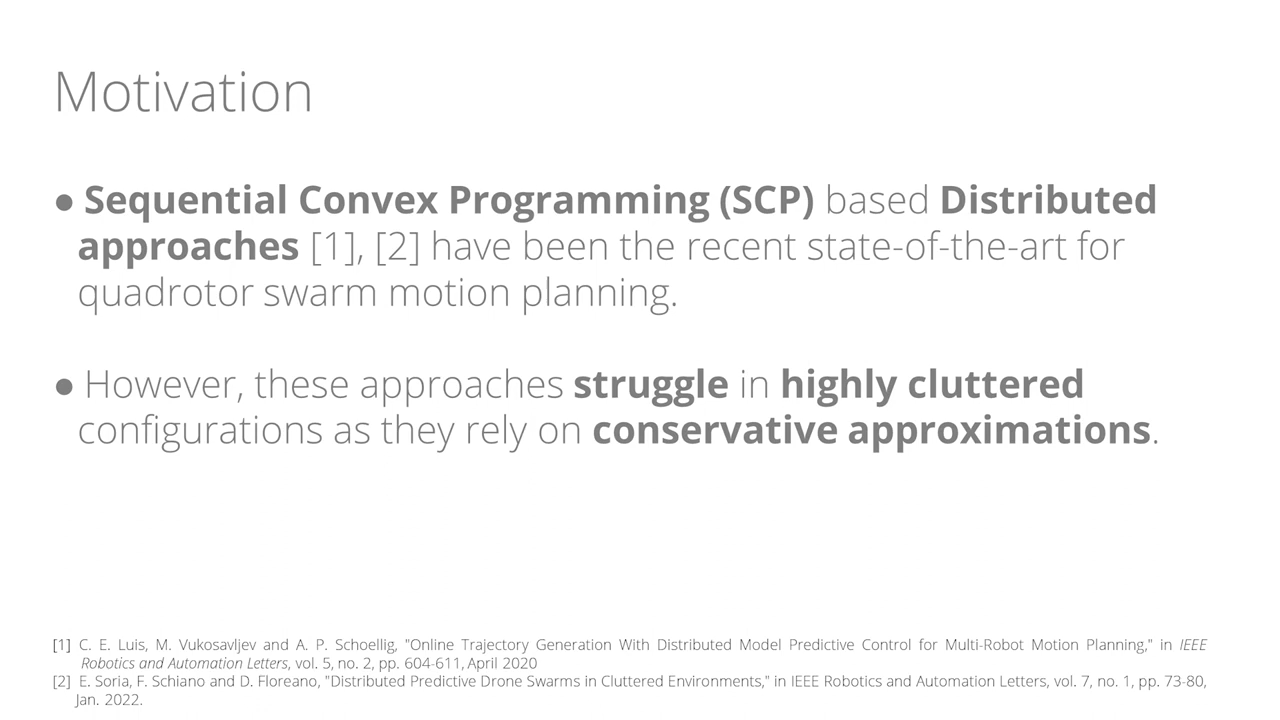 Motivation
● Sequential Convex Programming (SCP) based Distributed
approaches [1], [2] have been the recent state-of-the-art for
quadrotor swarm motion planning.
● However, these approaches struggle in highly cluttered
configurations as they rely on conservative approximations.
[1] C. E. Luis, M. Vukosavljev and A. P. Schoellig, "Online Trajectory Generation With Distributed Model Predictive Control for Multi-Robot Motion Planning," in IEEE
Robotics and Automation Letters, vol. 5, no. 2, pp. 604-611, April 2020
[2] E. Soria, F. Schiano and D. Floreano, "Distributed Predictive Drone Swarms in Cluttered Environments," in IEEE Robotics and Automation Letters, vol. 7, no. 1, pp. 73-80,
Jan. 2022.